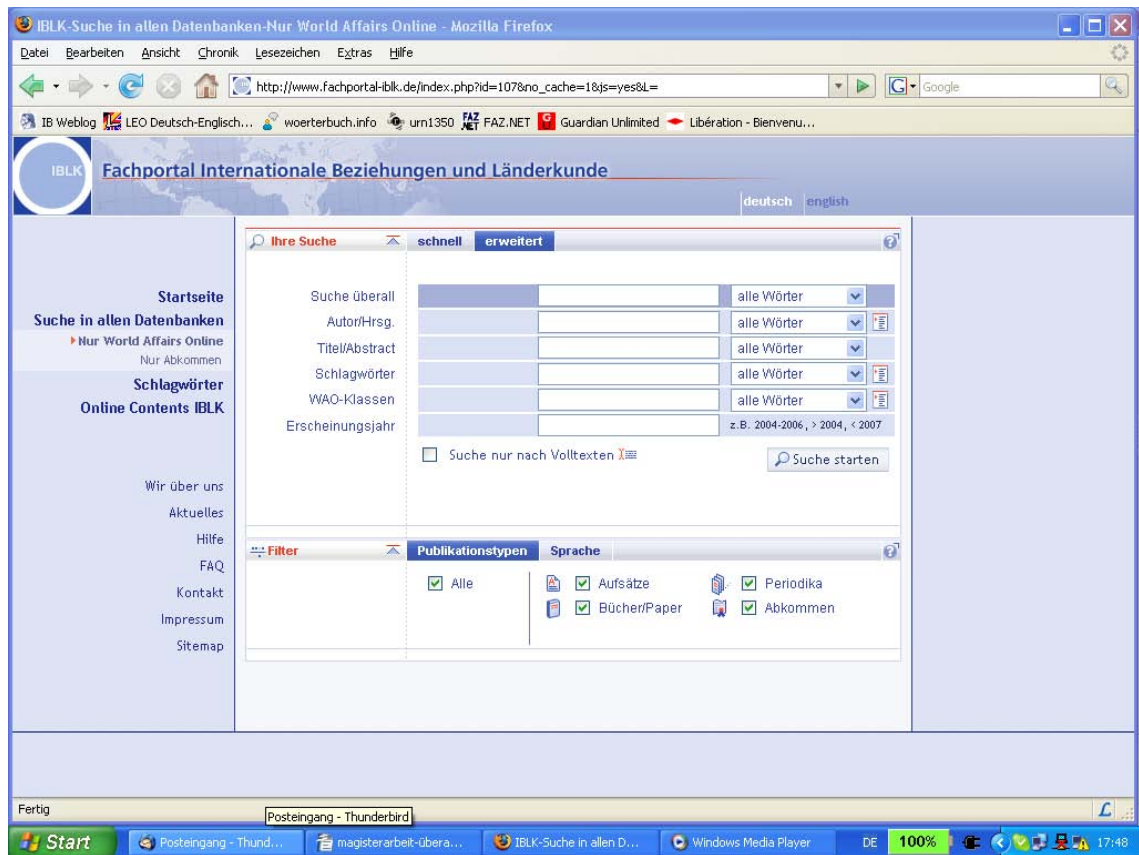 IBLK-Suche in allen Datenbanken-Nur World Affairs Online - Mozilla Firefox
Datei Bearbeiten Ansicht Chronik Lesezeichen Extras Hilfe
http://www.fachportal-iblk.de/index.php?id=107&no_cache=1&js=yes&L= G Google
IB Weblog LEO Deutsch-Englisch... woerterbuch.info urn1350 FAZ.NET FAZ.NET G Guardian Unlimited Libération - Bienvenu...
IBLK Fachportal Internationale Beziehungen und Länderkunde
deutsch english
Ihre Suche schnell erweitert ?
Startseite
Suche in allen Datenbanken
Nur World Affairs Online
Nur Abkommen
Schlagwörter
Online Contents IBLK
Wir über uns
Aktuelles
Hilfe
FAQ
Kontakt
Impressum
Sitemap
Suche überall alle Wörter
Autor/Hrsg. alle Wörter
Titel/Abstract alle Wörter
Schlagwörter alle Wörter
WAO-Klassen alle Wörter
Erscheinungsjahr z.B. 2004-2006, > 2004, < 2007
Suche nur nach Volltexten
Suche starten
Filter Publikationstypen Sprache ?
Alle Aufsätze Periodika
Bücher/Paper Abkommen
Fertig
Posteingang - Thunderbird
Start Posteingang - Thund... magisterarbeit-übera... IBLK-Suche in allen D... Windows Media Player DE 100% 17:48